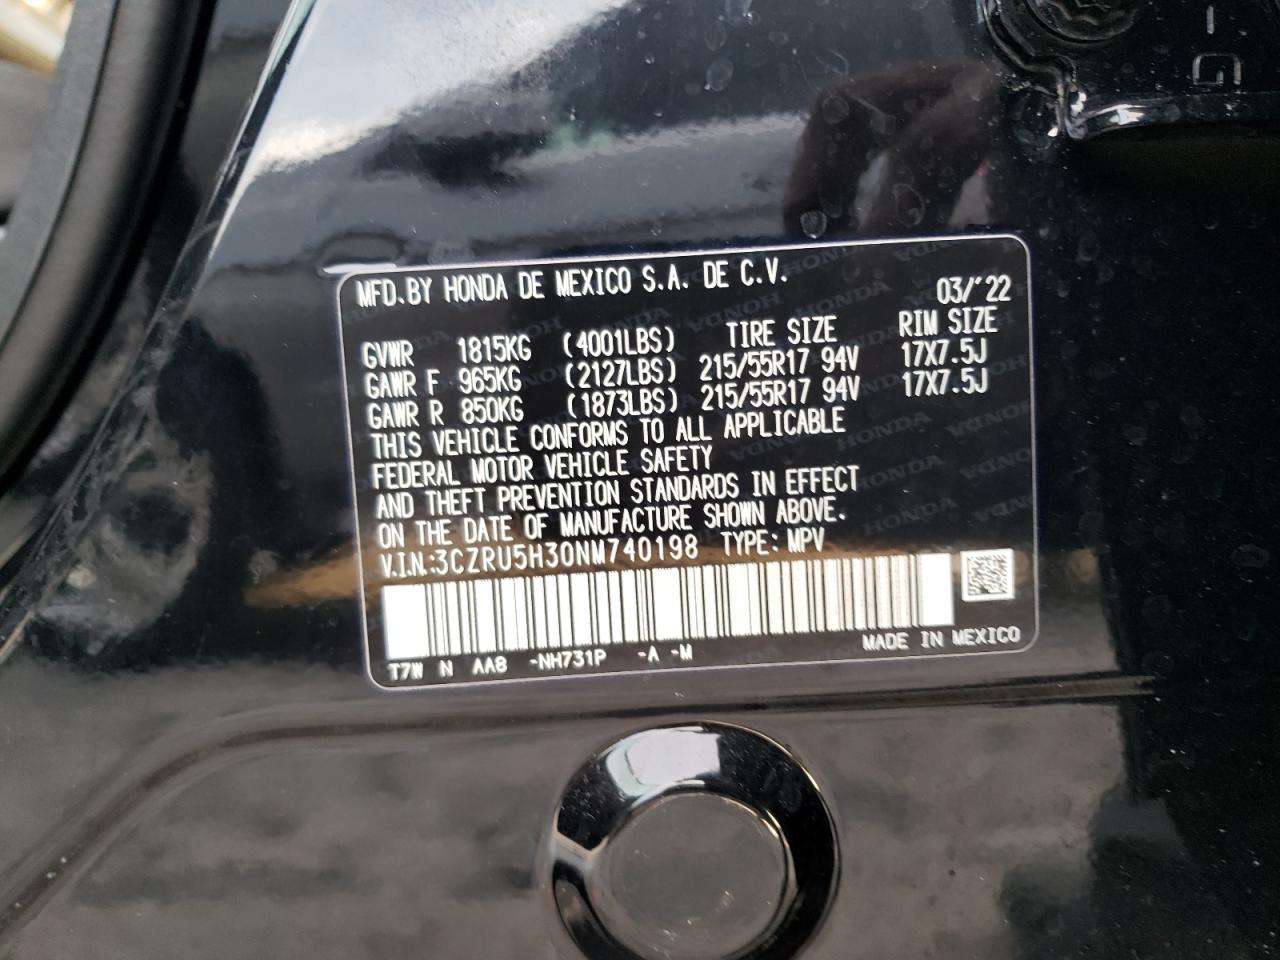 MFD.BY HONDA DE MEXICO S.A. DE C.V. 03/'22
GVWR 1815KG (4001LBS) TIRE SIZE RIM SIZE
GAWR F 965KG (2127LBS) 215/55R17 94V 17X7.5J
GAWR R 850KG (1873LBS) 215/55R17 94V 17X7.5J
THIS VEHICLE CONFORMS TO ALL APPLICABLE
FEDERAL MOTOR VEHICLE SAFETY
AND THEFT PREVENTION STANDARDS IN EFFECT
ON THE DATE OF MANUFACTURE SHOWN ABOVE.
V.I.N.:3CZRU5H30NM740198 TYPE: MPV
T7W N AA8 -NH731P -A -M MADE IN MEXICO